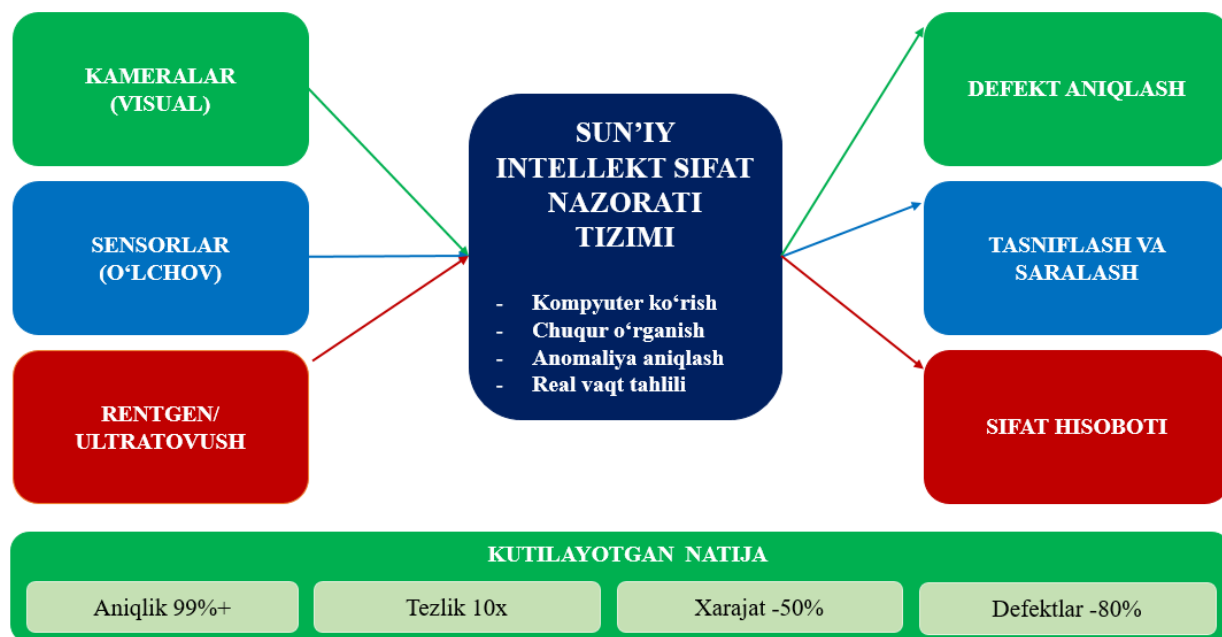 KAMERALAR
(VISUAL)
SENSORLAR
(O‘LCHOV)
RENTGEN/
ULTRATOVUSH
SUN’IY
INTELLEKT SIFAT
NAZORATI
TIZIMI
- Kompyuter ko‘rish
- Chuqur o‘rganish
- Anomaliya aniqlash
- Real vaqt tahlili
DEFEKT ANIQLASH
TASNIFLASH VA
SARALASH
SIFAT HISOBOTI
KUTILAYOTGAN NATIJA
Aniqlik 99%+
Tezlik 10x
Xarajat -50%
Defektlar -80%